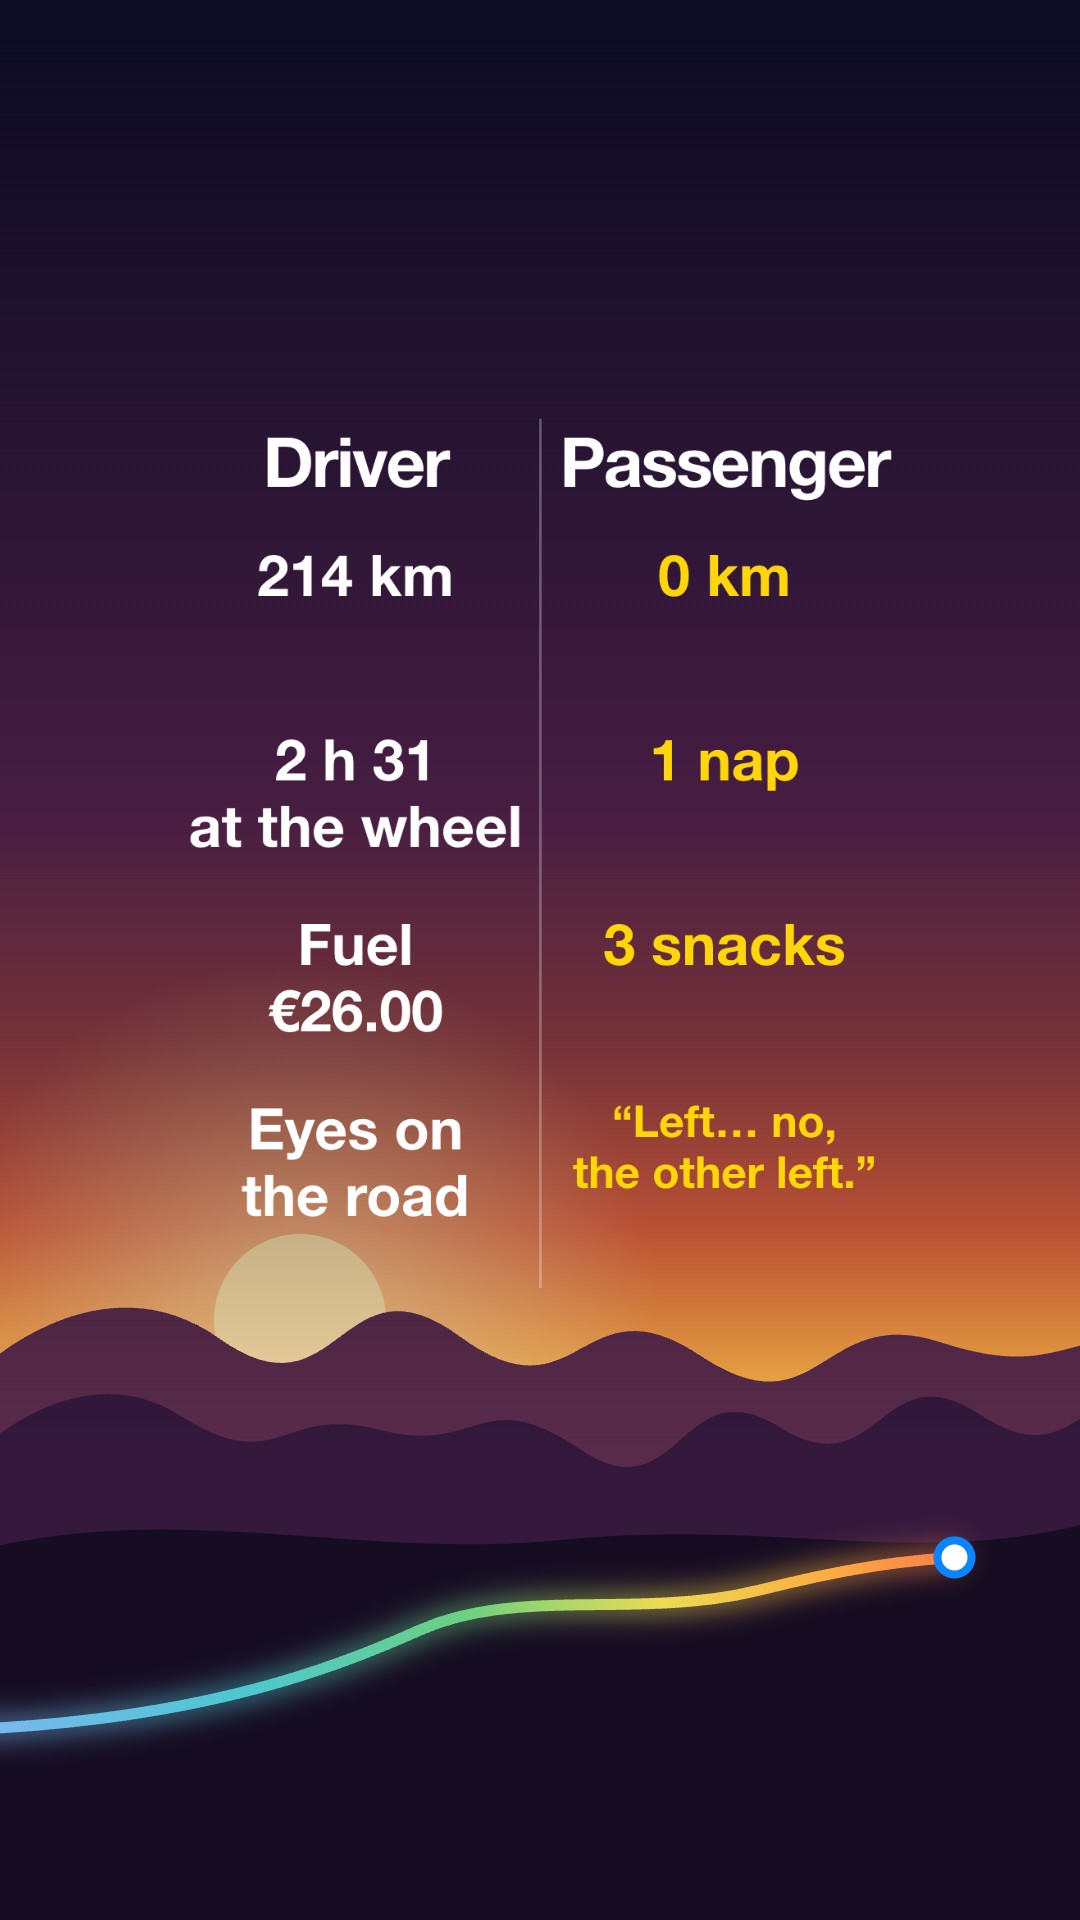 Driver
Passenger
214 km
0 km
2 h 31
at the wheel
1 nap
Fuel
€26.00
3 snacks
Eyes on
the road
“Left… no,
the other left.”